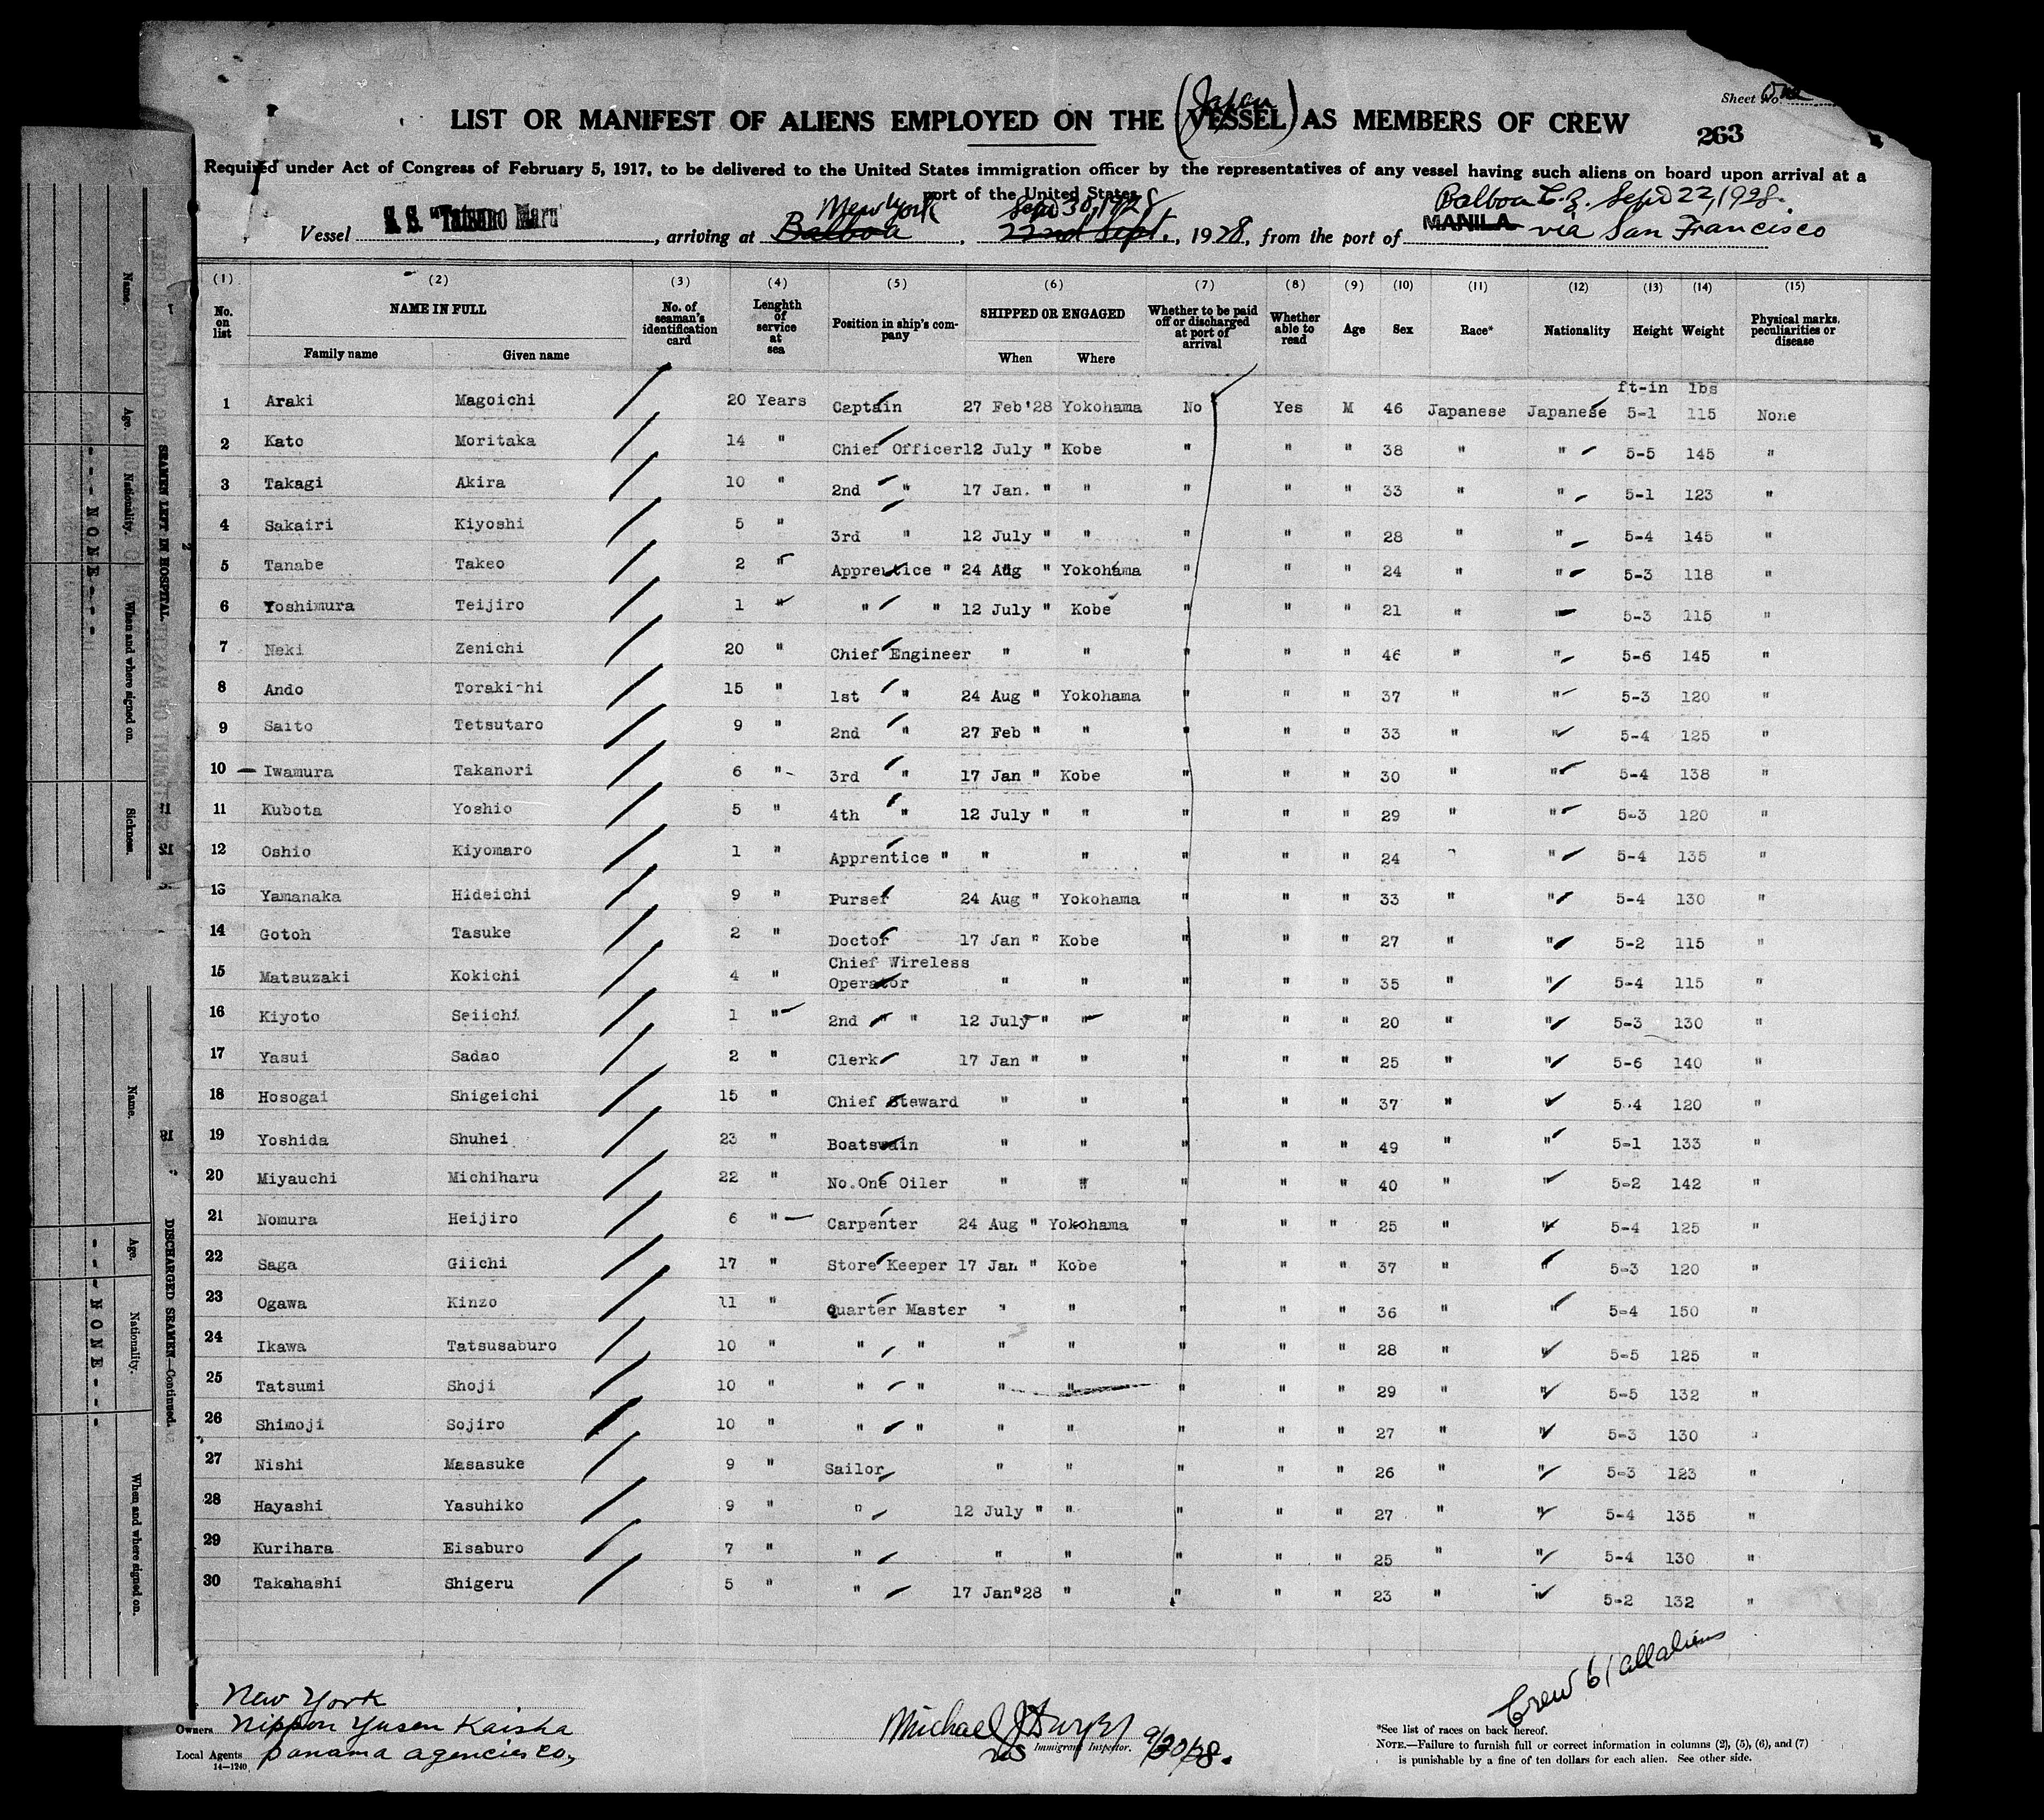 Sheet No. One
LIST OR MANIFEST OF ALIENS EMPLOYED ON THE (VESSEL) AS MEMBERS OF CREW
Japan
263
Required under Act of Congress of February 5, 1917, to be delivered to the United States immigration officer by the representatives of any vessel having such aliens on board upon arrival at a
port of the United States
New York Sept 30, 1928 Balboa C.Z. Sept 22, 1928.
Vessel S. S. Maru, arriving at Balboa, 22nd Sept., 1928, from the port of MANILA via San Francisco
(1) (2) (3) (4) (5) (6) (7) (8) (9) (10) (11) (12) (13) (14) (15)
No. on list NAME IN FULL No. of seaman's identification card Lenghth of service at sea Position in ship's company SHIPPED OR ENGAGED Whether to be paid off or discharged at port of arrival Whether able to read Age Sex Race* Nationality Height Weight Physical marks, peculiarities or disease
Family name Given name When Where
ft-in lbs
1 Araki Magoichi 20 Years Captain 27 Feb '28 Yokohama No Yes M 46 Japanese Japanese 5-1 115 None
2 Kato Moritaka 14 " Chief Officer 12 July " Kobe " " " 38 " " 5-5 145 "
3 Takagi Akira 10 " 2nd " 17 Jan. " " " " " 33 " " 5-1 123 "
4 Sakairi Kiyoshi 5 " 3rd " 12 July " " " " " 28 " " 5-4 145 "
5 Tanabe Takeo 2 " Apprentice " 24 Aug " Yokohama " " " 24 " " 5-3 118 "
6 Yoshimura Teijiro 1 " " " 12 July " Kobe " " " 21 " " 5-3 115 "
7 Neki Zenichi 20 " Chief Engineer " " " " " 46 " " 5-6 145 "
8 Ando Toraki-hi 15 " 1st " 24 Aug " Yokohama " " " 37 " " 5-3 120 "
9 Saito Tetsutaro 9 " 2nd " 27 Feb " " " " " 33 " " 5-4 125 "
10 Iwamura Takanori 6 " 3rd " 17 Jan " Kobe " " " 30 " " 5-4 138 "
11 Kubota Yoshio 5 " 4th " 12 July " " " " " 29 " " 5-3 120 "
12 Oshio Kiyomaro 1 " Apprentice " " " " " " 24 " " 5-4 135 "
13 Yamanaka Hideichi 9 " Purser 24 Aug " Yokohama " " " 33 " " 5-4 130 "
14 Gotoh Tasuke 2 " Doctor 17 Jan " Kobe " " " 27 " " 5-2 115 "
15 Matsuzaki Kokichi 4 " Chief Wireless Operator " " " " " 35 " " 5-4 115 "
16 Kiyoto Seiichi 1 " 2nd " " 12 July " " " " " 20 " " 5-3 130 "
17 Yasui Sadao 2 " Clerk 17 Jan " " " " " 25 " " 5-6 140 "
18 Hosogai Shigeichi 15 " Chief Steward " " " " " 37 " " 5-4 120 "
19 Yoshida Shuhei 23 " Boatswain " " " " " 49 " " 5-1 133 "
20 Miyauchi Michiharu 22 " No.One Oiler " " " " " 40 " " 5-2 142 "
21 Nomura Heijiro 6 " Carpenter 24 Aug " Yokohama " " " 25 " " 5-4 125 "
22 Saga Giichi 17 " Store Keeper 17 Jan " Kobe " " " 37 " " 5-3 120 "
23 Ogawa Kinzo 11 " Quarter Master " " " " " 36 " " 5-4 150 "
24 Ikawa Tatsusaburo 10 " " " " " " " " 28 " " 5-5 125 "
25 Tatsumi Shoji 10 " " " " " " " " 29 " " 5-5 132 "
26 Shimoji Sojiro 10 " " " " " " " " 27 " " 5-3 130 "
27 Nishi Masasuke 9 " Sailor " " " " " 26 " " 5-3 123 "
28 Hayashi Yasuhiko 9 " " 12 July " " " " " 27 " " 5-4 135 "
29 Kurihara Eisaburo 7 " " " " " " " 25 " " 5-4 130 "
30 Takahashi Shigeru 5 " " 17 Jan "28 " " " " 23 " " 5-2 132 "
Crew 61 all aliens
New York
Owners Nippon Yusen Kaisha
Local Agents Panama Agencies Co,
14—1240
Michael J 9/30/28.
Immigrant Inspector.
*See list of races on back hereof.
NOTE.—Failure to furnish full or correct information in columns (2), (5), (6), and (7)
is punishable by a fine of ten dollars for each alien. See other side.
SEAMEN LEFT IN HOSPITAL
Name. Age. Nationality. When and where signed on. Sickness.
- - - - N O N E - - - -
DISCHARGED SEAMEN—Continued.
Name. Age. Nationality. When and where signed on.
- - - - N O N E - - - -